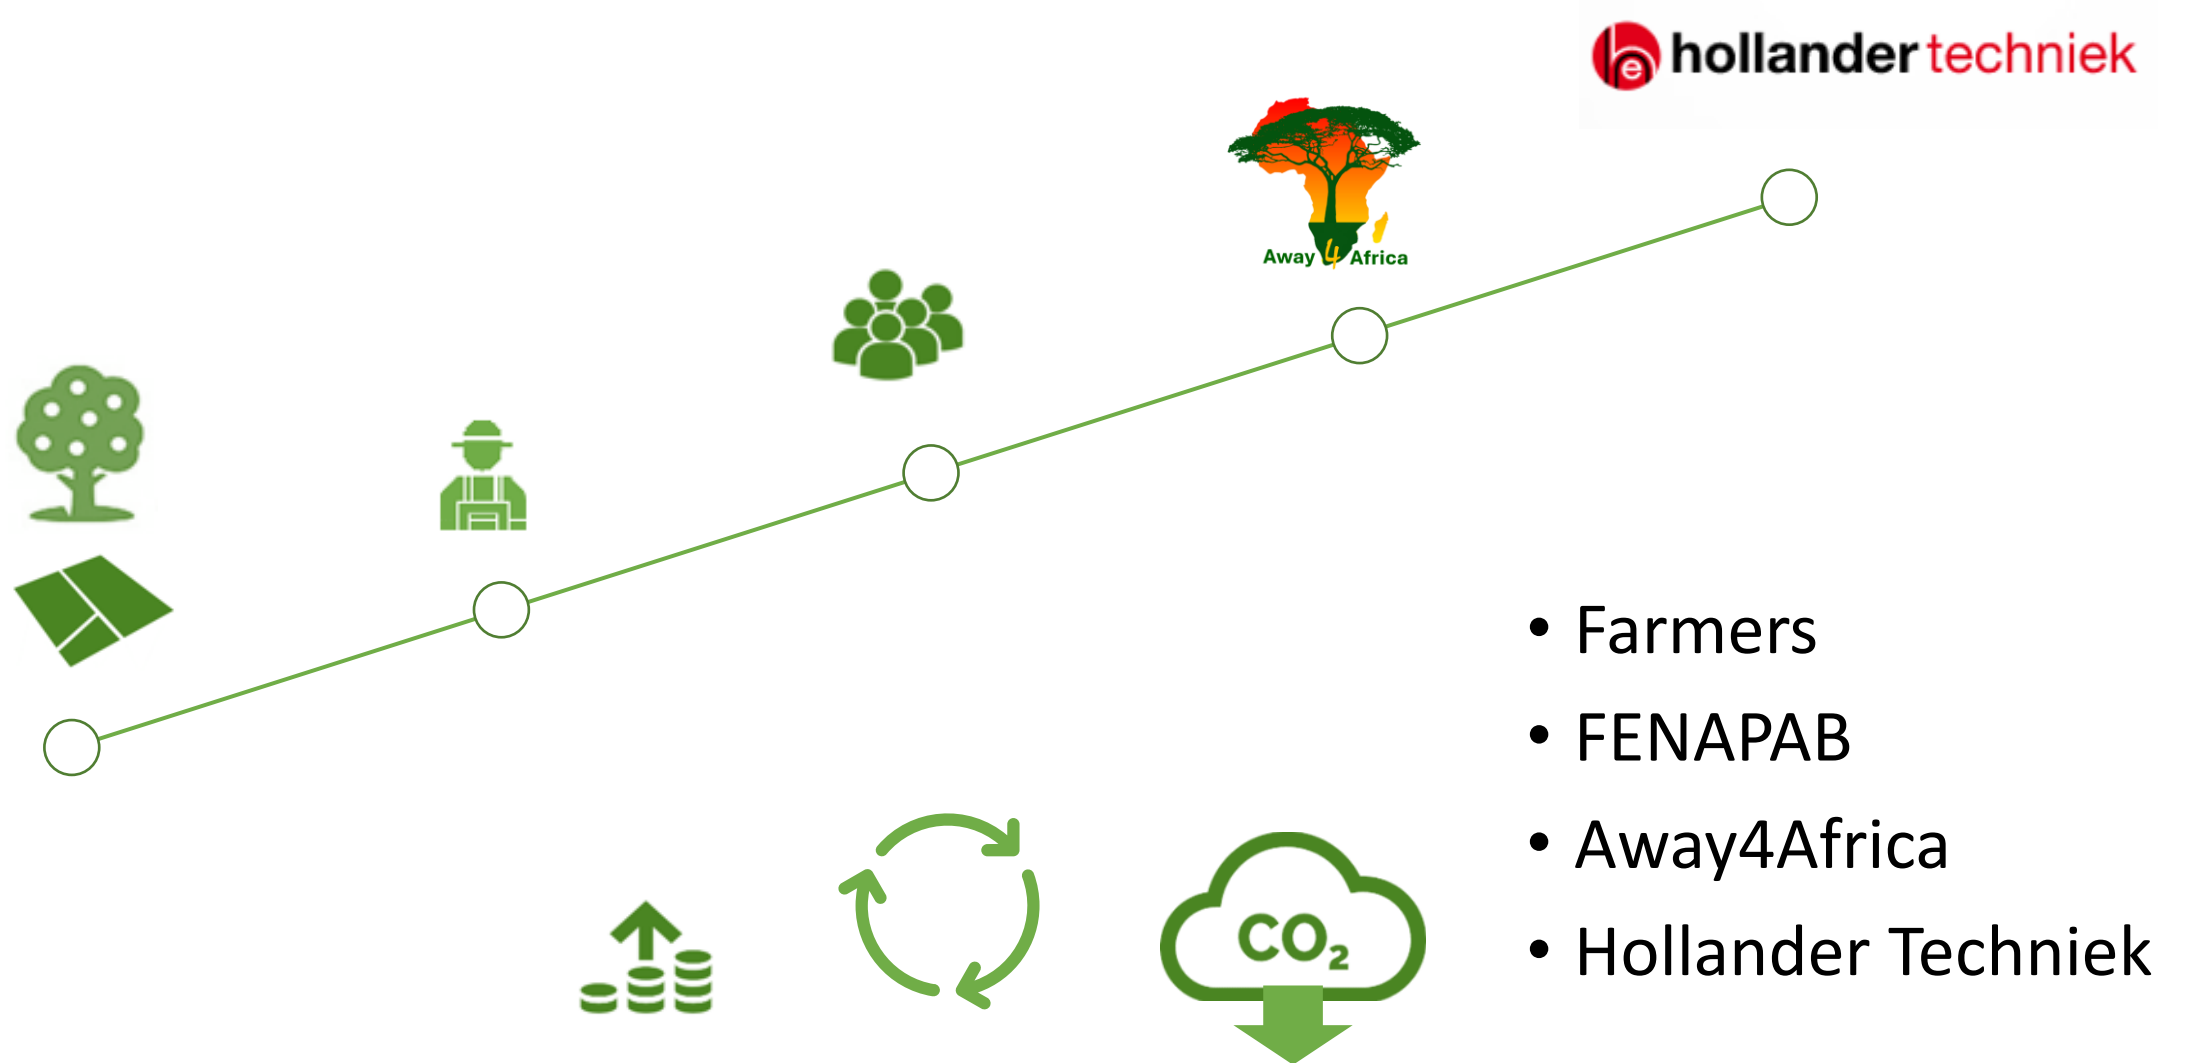 hollander techniek
Away 4 Africa
• Farmers
• FENAPAB
• Away4Africa
CO₂
• Hollander Techniek